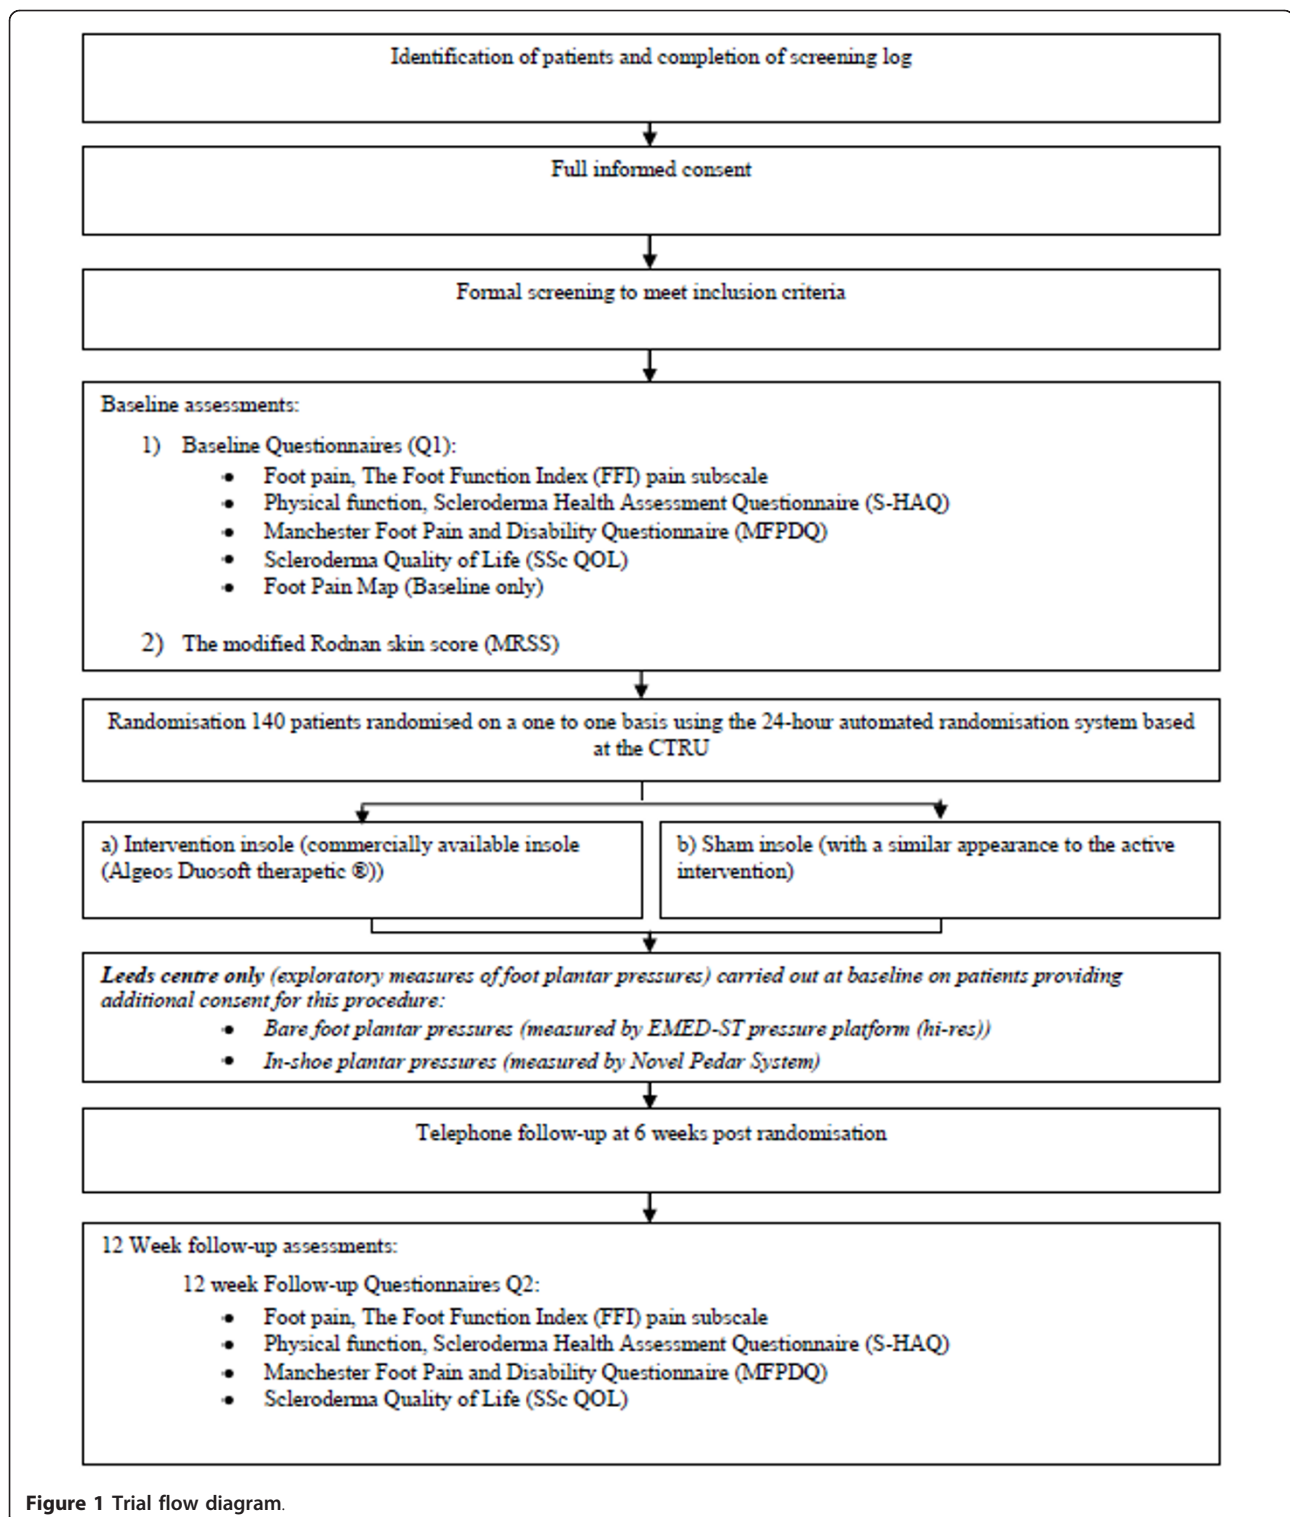 Identification of patients and completion of screening log
Full informed consent
Formal screening to meet inclusion criteria
Baseline assessments:
1) Baseline Questionnaires (Q1):
• Foot pain, The Foot Function Index (FFI) pain subscale
• Physical function, Scleroderma Health Assessment Questionnaire (S-HAQ)
• Manchester Foot Pain and Disability Questionnaire (MFPDQ)
• Scleroderma Quality of Life (SSc QOL)
• Foot Pain Map (Baseline only)
2) The modified Rodnan skin score (MRSS)
Randomisation 140 patients randomised on a one to one basis using the 24-hour automated randomisation system based
at the CTRU
a) Intervention insole (commercially available insole
(Algeos Duosoft therapetic ®))
b) Sham insole (with a similar appearance to the active
intervention)
Leeds centre only (exploratory measures of foot plantar pressures) carried out at baseline on patients providing
additional consent for this procedure:
• Bare foot plantar pressures (measured by EMED-ST pressure platform (hi-res))
• In-shoe plantar pressures (measured by Novel Pedar System)
Telephone follow-up at 6 weeks post randomisation
12 Week follow-up assessments:
12 week Follow-up Questionnaires Q2:
• Foot pain, The Foot Function Index (FFI) pain subscale
• Physical function, Scleroderma Health Assessment Questionnaire (S-HAQ)
• Manchester Foot Pain and Disability Questionnaire (MFPDQ)
• Scleroderma Quality of Life (SSc QOL)
Figure 1 Trial flow diagram.